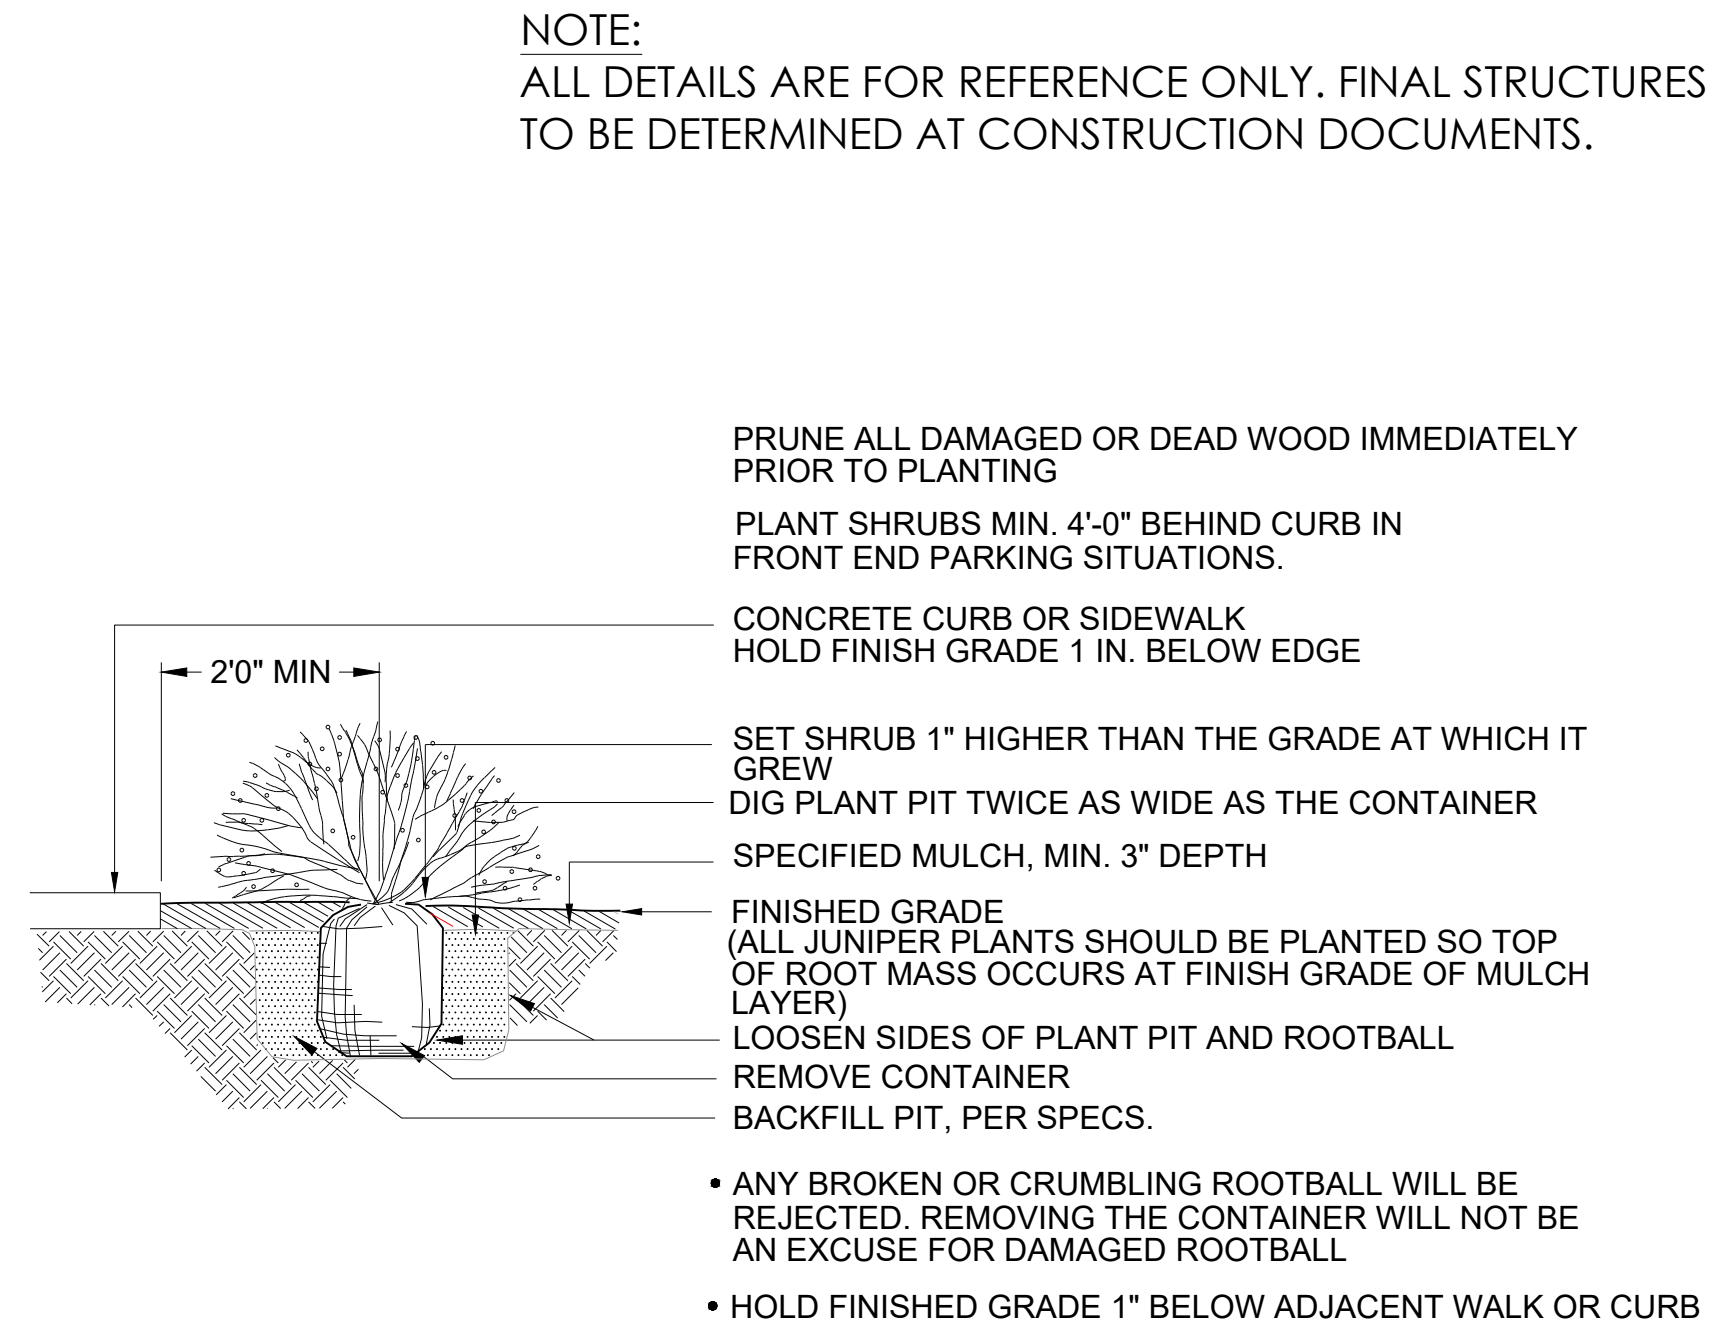 NOTE:
ALL DETAILS ARE FOR REFERENCE ONLY. FINAL STRUCTURES
TO BE DETERMINED AT CONSTRUCTION DOCUMENTS.
PRUNE ALL DAMAGED OR DEAD WOOD IMMEDIATELY
PRIOR TO PLANTING
PLANT SHRUBS MIN. 4'-0" BEHIND CURB IN
FRONT END PARKING SITUATIONS.
CONCRETE CURB OR SIDEWALK
HOLD FINISH GRADE 1 IN. BELOW EDGE
2'0" MIN
SET SHRUB 1" HIGHER THAN THE GRADE AT WHICH IT
GREW
DIG PLANT PIT TWICE AS WIDE AS THE CONTAINER
SPECIFIED MULCH, MIN. 3" DEPTH
FINISHED GRADE
(ALL JUNIPER PLANTS SHOULD BE PLANTED SO TOP
OF ROOT MASS OCCURS AT FINISH GRADE OF MULCH
LAYER)
LOOSEN SIDES OF PLANT PIT AND ROOTBALL
REMOVE CONTAINER
BACKFILL PIT, PER SPECS.
• ANY BROKEN OR CRUMBLING ROOTBALL WILL BE
REJECTED. REMOVING THE CONTAINER WILL NOT BE
AN EXCUSE FOR DAMAGED ROOTBALL
• HOLD FINISHED GRADE 1" BELOW ADJACENT WALK OR CURB